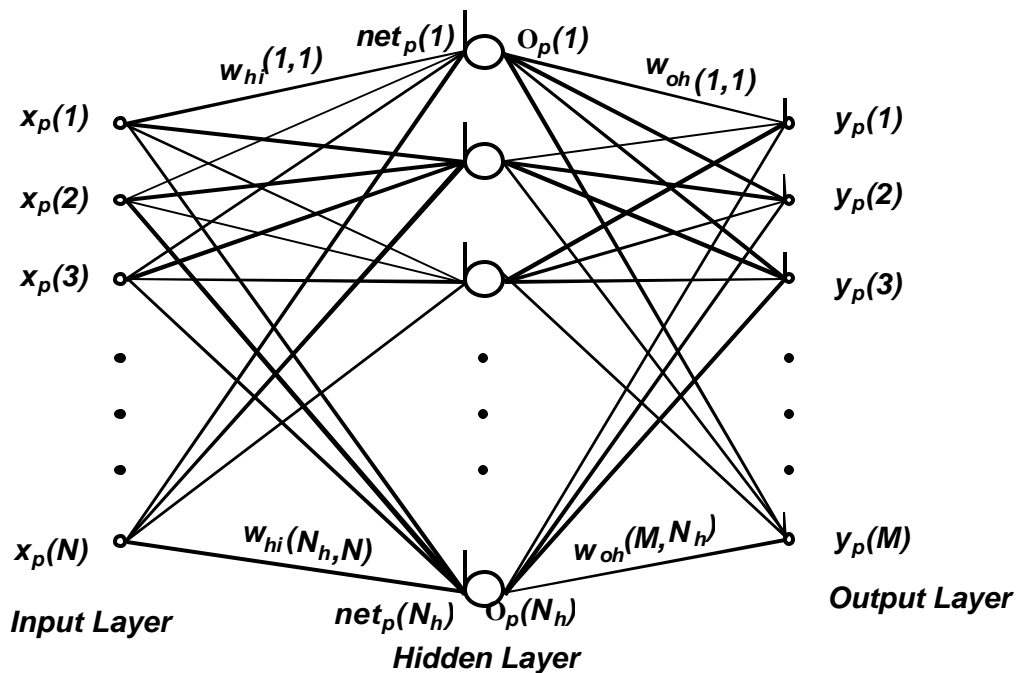 net_p(1)
O_p(1)
w_hi(1,1)
w_oh(1,1)
x_p(1)
y_p(1)
x_p(2)
y_p(2)
x_p(3)
y_p(3)
w_hi(N_h,N)
w_oh(M,N_h)
x_p(N)
y_p(M)
net_p(N_h)
O_p(N_h)
Input Layer
Output Layer
Hidden Layer